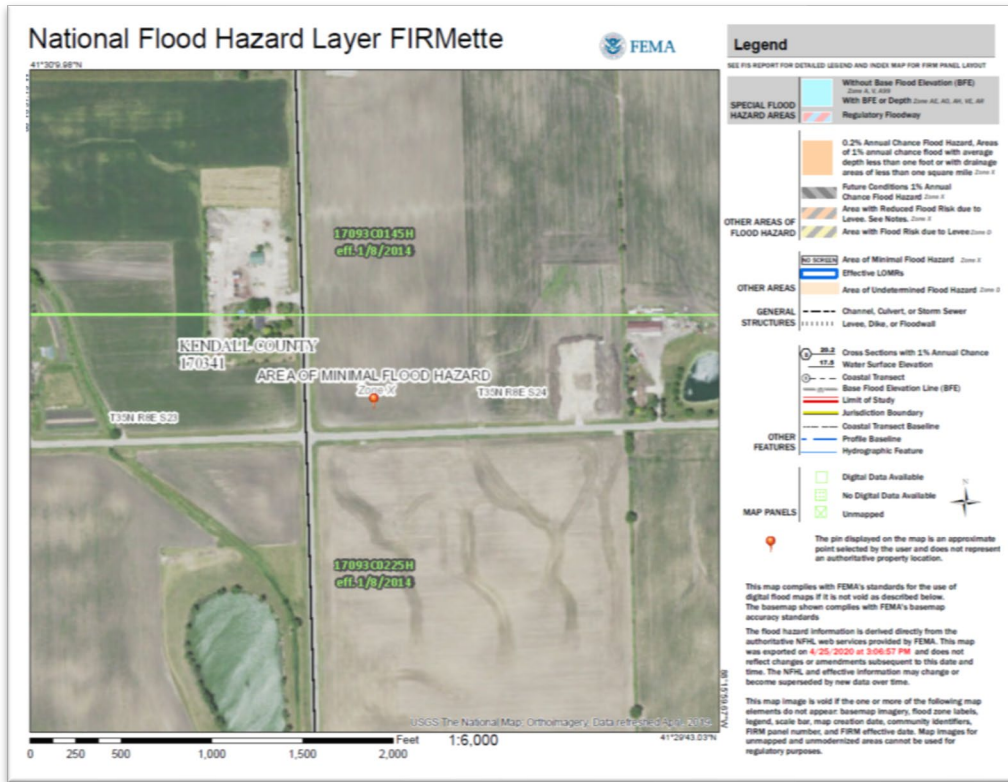 National Flood Hazard Layer FIRMette
FEMA
41°30'9.98"N
17093C0145H
eff. 1/8/2014
KENDALL COUNTY
170341
AREA OF MINIMAL FLOOD HAZARD
Zone X
T35N R8E S23
T35N R8E S24
17093C0225H
eff. 1/8/2014
USGS The National Map: Orthoimagery. Data refreshed
88°15'59.67"W
41°29'43.03"N
Feet
1:6,000
0
250
500
1,000
1,500
2,000
Legend
SEE FIS REPORT FOR DETAILED LEGEND AND INDEX MAP FOR FIRM PANEL LAYOUT
SPECIAL FLOOD
HAZARD AREAS
Without Base Flood Elevation (BFE)
Zone A, V, A99
With BFE or Depth Zone AE, AO, AH, VE, AR
Regulatory Floodway
OTHER AREAS OF
FLOOD HAZARD
0.2% Annual Chance Flood Hazard, Areas
of 1% annual chance flood with average
depth less than one foot or with drainage
areas of less than one square mile Zone X
Future Conditions 1% Annual
Chance Flood Hazard Zone X
Area with Reduced Flood Risk due to
Levee. See Notes. Zone X
Area with Flood Risk due to Levee Zone D
OTHER AREAS
NO SCREEN Area of Minimal Flood Hazard Zone X
Effective LOMRs
Area of Undetermined Flood Hazard Zone D
GENERAL
STRUCTURES
Channel, Culvert, or Storm Sewer
Levee, Dike, or Floodwall
OTHER
FEATURES
20.2 Cross Sections with 1% Annual Chance
17.5 Water Surface Elevation
Coastal Transect
Base Flood Elevation Line (BFE)
Limit of Study
Jurisdiction Boundary
Coastal Transect Baseline
Profile Baseline
Hydrographic Feature
MAP PANELS
Digital Data Available
No Digital Data Available
Unmapped
N
The pin displayed on the map is an approximate
point selected by the user and does not represent
an authoritative property location.
This map complies with FEMA's standards for the use of
digital flood maps if it is not void as described below.
The basemap shown complies with FEMA's basemap
accuracy standards
The flood hazard information is derived directly from the
authoritative NFHL web services provided by FEMA. This map
was exported on 4/25/2020 at 3:06:57 PM and does not
reflect changes or amendments subsequent to this date and
time. The NFHL and effective information may change or
become superseded by new data over time.
This map image is void if the one or more of the following map
elements do not appear: basemap imagery, flood zone labels,
legend, scale bar, map creation date, community identifiers,
FIRM panel number, and FIRM effective date. Map images for
unmapped and unmodernized areas cannot be used for
regulatory purposes.